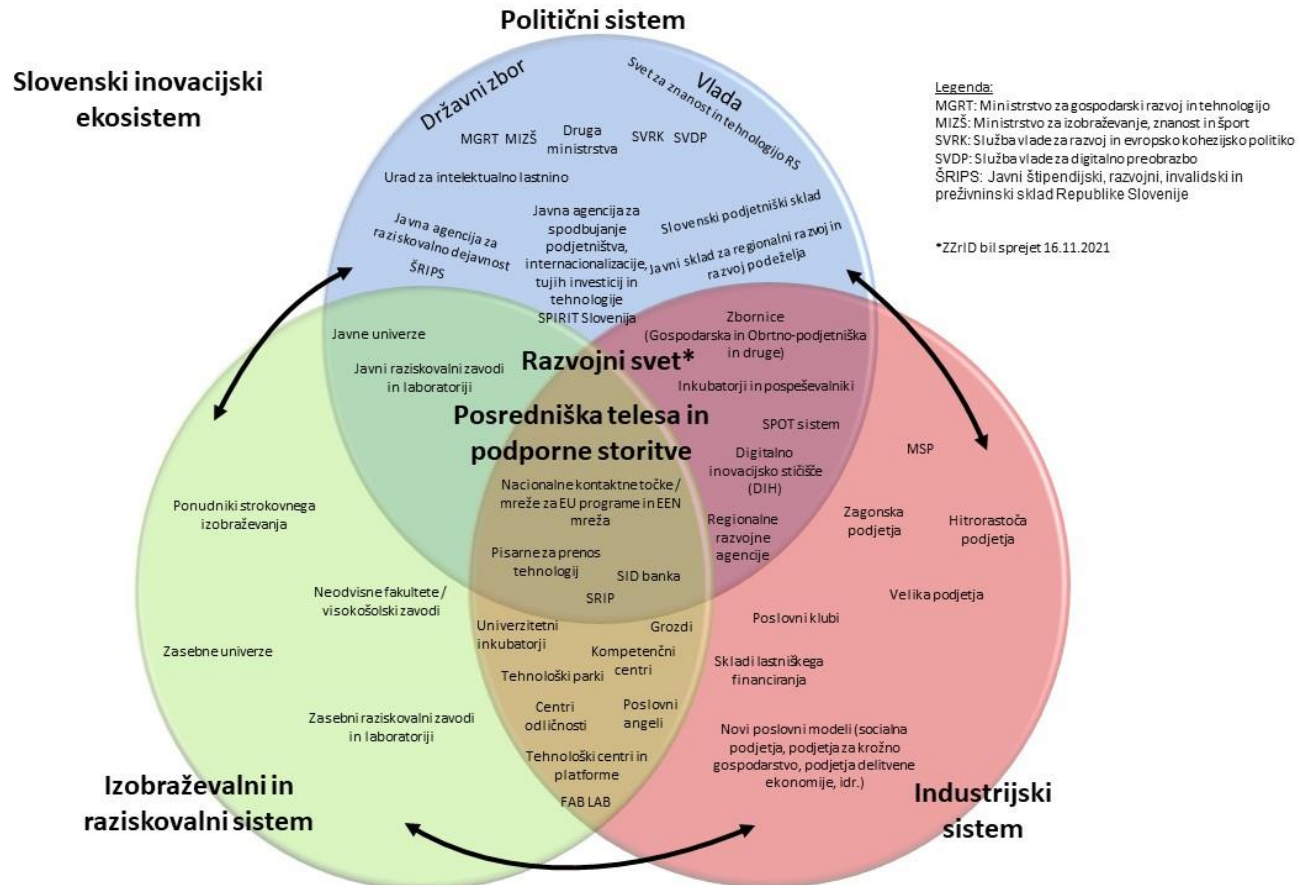 Politični sistem
Slovenski inovacijski
ekosistem
Državni zbor
Vlada
Svet za znanost in tehnologijo RS
MGRT MIZŠ
Druga
ministrstva
SVRK SVDP
Urad za intelektualno lastnino
Javna agencija za
raziskovalno dejavnost
ŠRIPS
Javna agencija za
spodbujanje
podjetništva,
internacionalizacije,
tujih investicij in
tehnologije
SPIRIT Slovenija
Slovenski podjetniški sklad
Javni sklad za regionalni razvoj in
razvoj podeželja
Legenda:
MGRT: Ministrstvo za gospodarski razvoj in tehnologijo
MIZŠ: Ministrstvo za izobraževanje, znanost in šport
SVRK: Služba vlade za razvoj in evropsko kohezijsko politiko
SVDP: Služba vlade za digitalno preobrazbo
ŠRIPS: Javni štipendijski, razvojni, invalidski in
preživninski sklad Republike Slovenije
*ZZrID bil sprejet 16.11.2021
Javne univerze
Javni raziskovalni zavodi
in laboratoriji
Razvojni svet*
Posredniška telesa in
podporne storitve
Zbornice
(Gospodarska in Obrtno-podjetniška
in druge)
Inkubatorji in pospeševalniki
SPOT sistem
Digitalno
inovacijsko stičišče
(DIH)
Regionalne
razvojne
agencije
Nacionalne kontaktne točke/
mreže za EU programe in EEN
mreža
Pisarne za prenos
tehnologij
SID banka
SRIP
Ponudniki strokovnega
izobraževanja
Neodvisne fakultete/
visokošolski zavodi
Zasebne univerze
Zasebni raziskovalni zavodi
in laboratoriji
Izobraževalni in
raziskovalni sistem
Univerzitetni
inkubatorji
Grozdi
Kompetenčni
centri
Tehnološki parki
Centri
odličnosti
Poslovni
angeli
Tehnološki centri in
platforme
FAB LAB
MSP
Zagonska
podjetja
Hitrorastoča
podjetja
Velika podjetja
Poslovni klubi
Skladi lastniškega
financiranja
Novi poslovni modeli (socialna
podjetja, podjetja za krožno
gospodarstvo, podjetja delitvene
ekonomije, idr.)
Industrijski
sistem